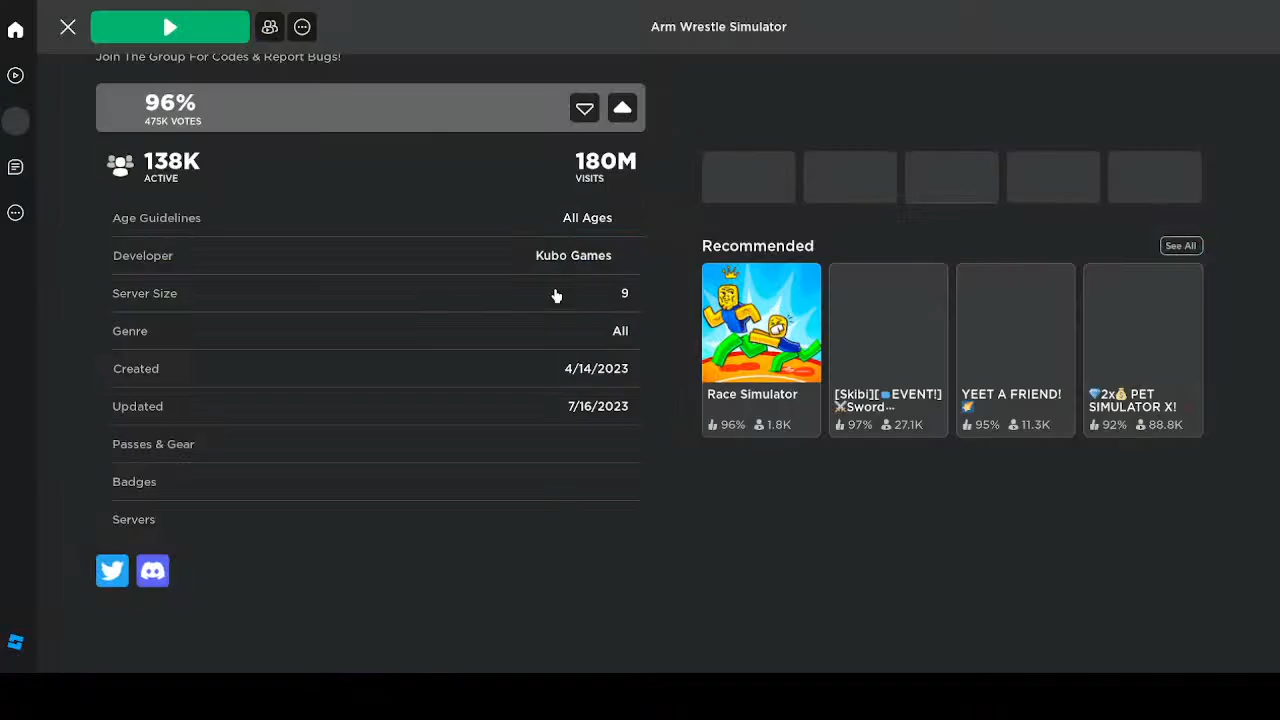 Arm Wrestle Simulator
Join The Group For Codes & Report Bugs!
96%
475K VOTES
138K
ACTIVE
180M
VISITS
Age Guidelines All Ages
Developer Kubo Games
Server Size 9
Genre All
Created 4/14/2023
Updated 7/16/2023
Passes & Gear
Badges
Servers
Recommended
See All
Race Simulator
96% 1.8K
[Skibi][🎟️EVENT!]
⚔️Sword...
97% 27.1K
YEET A FRIEND!
95% 11.3K
💎2x💰 PET
SIMULATOR X!
92% 88.8K